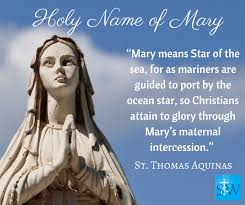 Holy Name of Mary
“Mary means Star of the
sea, for as mariners are
guided to port by the
ocean star, so Christians
attain to glory through
Mary’s maternal
intercession.”
St. Thomas Aquinas